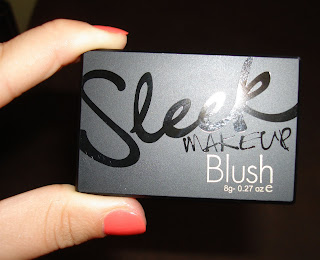 Sleek
MAKEUP
Blush
8g- 0.27 oz e